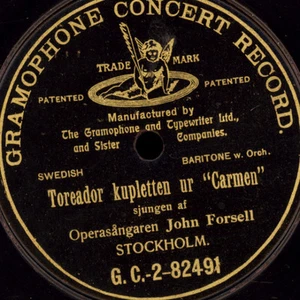 GRAMOPHONE CONCERT RECORD.
TRADE MARK
PATENTED PATENTED
Manufactured by
The Gramophone and Typewriter Ltd.,
and Sister Companies.
SWEDISH BARITONE w. Orch.
Toreador kupletten ur "Carmen"
sjungen af
Operasångaren John Forsell
STOCKHOLM.
G.C.-2-82491